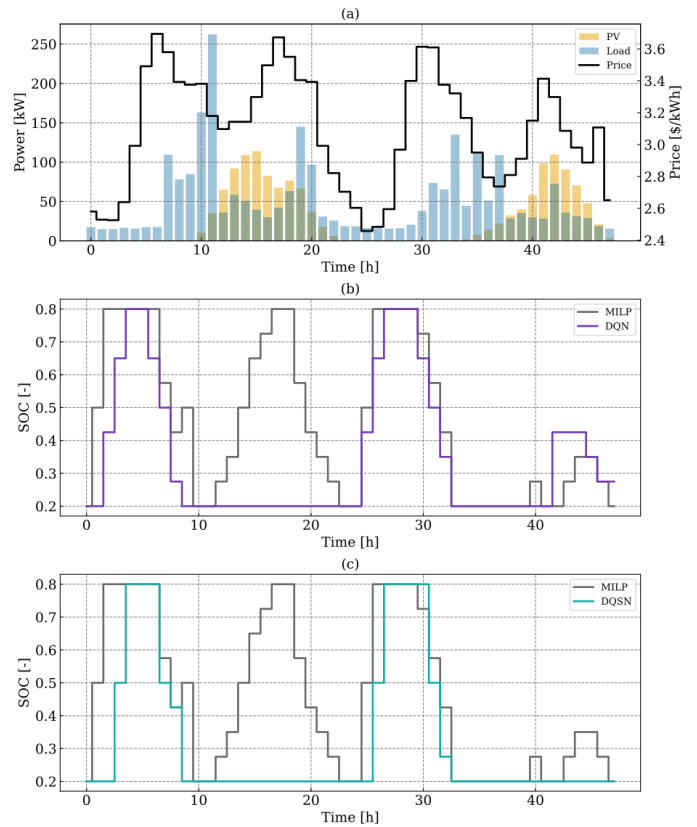 (a)
Power [kW]
250
200
150
100
50
0
PV
Load
Price
3.6
3.4
3.2
3.0
2.8
2.6
2.4
Price [$/kWh]
0 10 20 30 40
Time [h]
(b)
SOC [-]
0.8
0.7
0.6
0.5
0.4
0.3
0.2
MILP
DQN
0 10 20 30 40
Time [h]
(c)
SOC [-]
0.8
0.7
0.6
0.5
0.4
0.3
0.2
MILP
DQSN
0 10 20 30 40
Time [h]